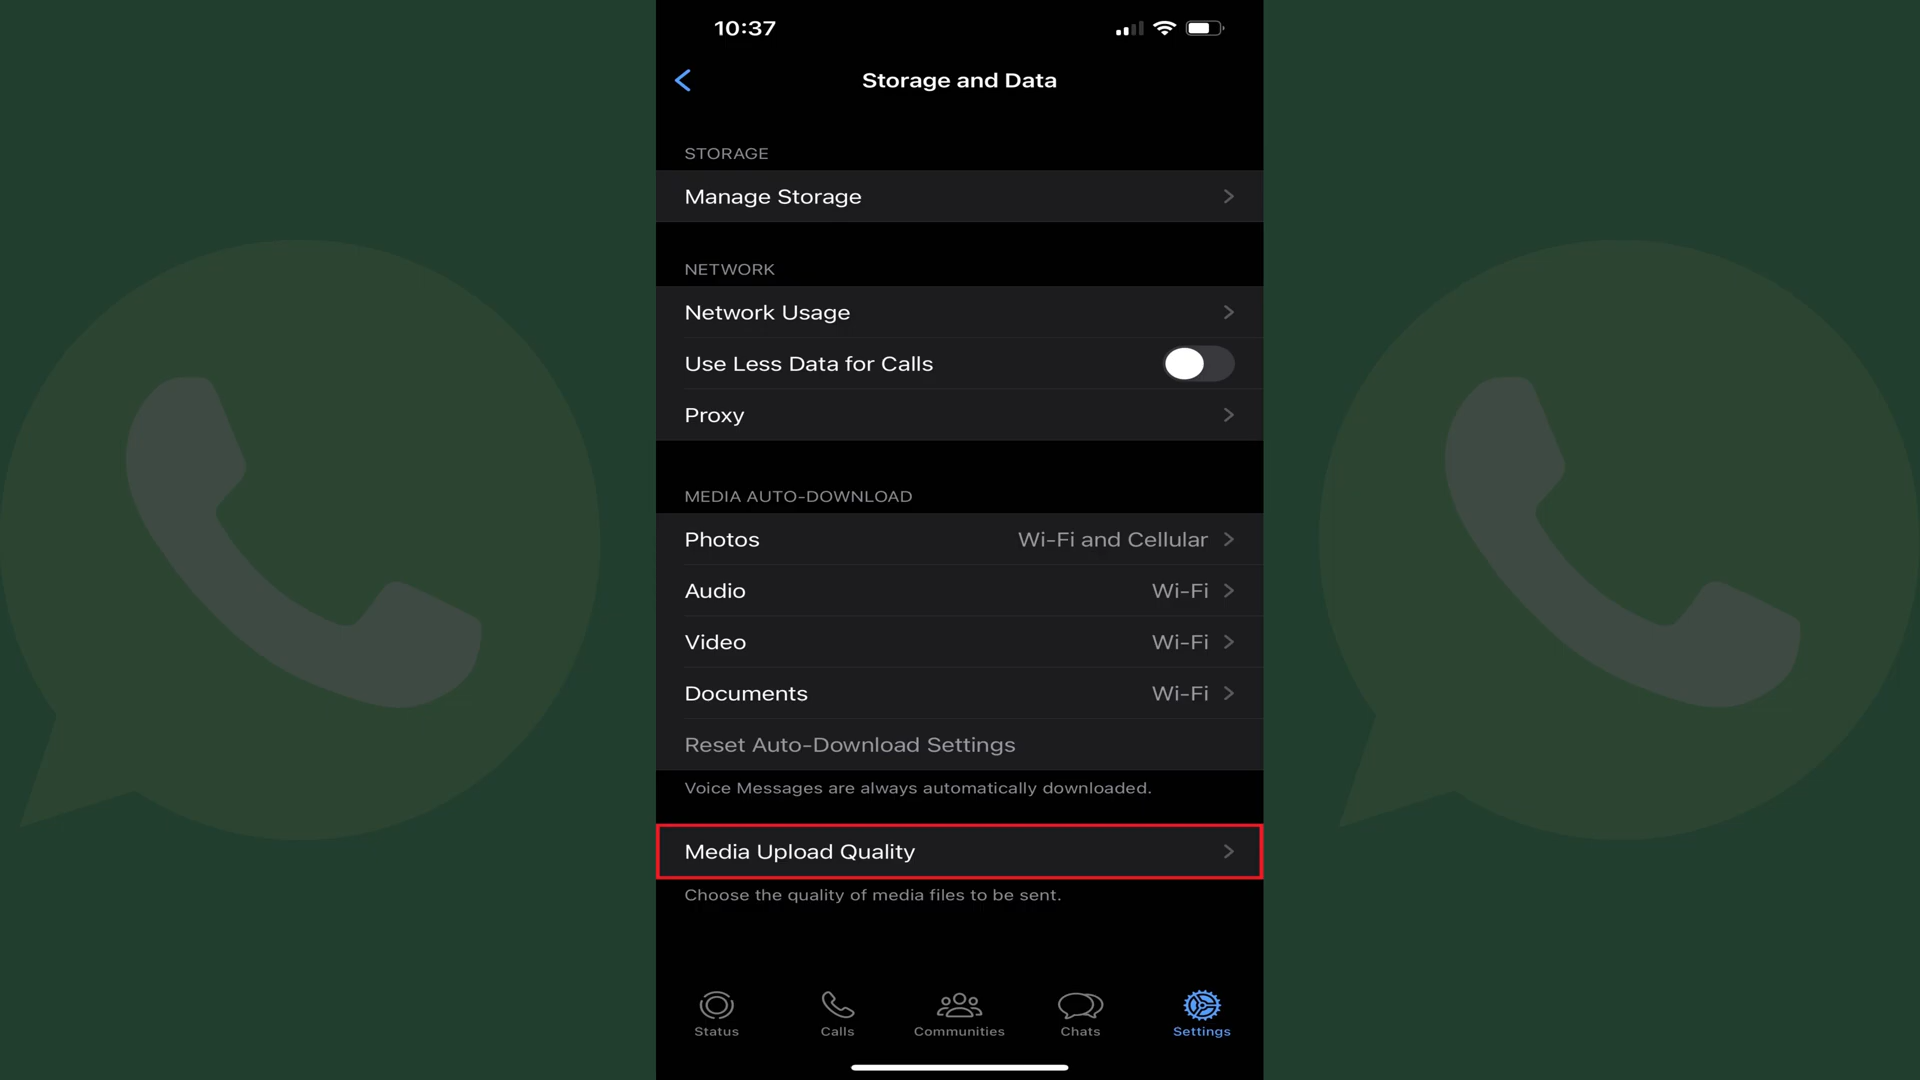 10:37
Storage and Data
STORAGE
Manage Storage
NETWORK
Network Usage
Use Less Data for Calls
Proxy
MEDIA AUTO-DOWNLOAD
Photos Wi-Fi and Cellular
Audio Wi-Fi
Video Wi-Fi
Documents Wi-Fi
Reset Auto-Download Settings
Voice Messages are always automatically downloaded.
Media Upload Quality
Choose the quality of media files to be sent.
Status Calls Communities Chats Settings